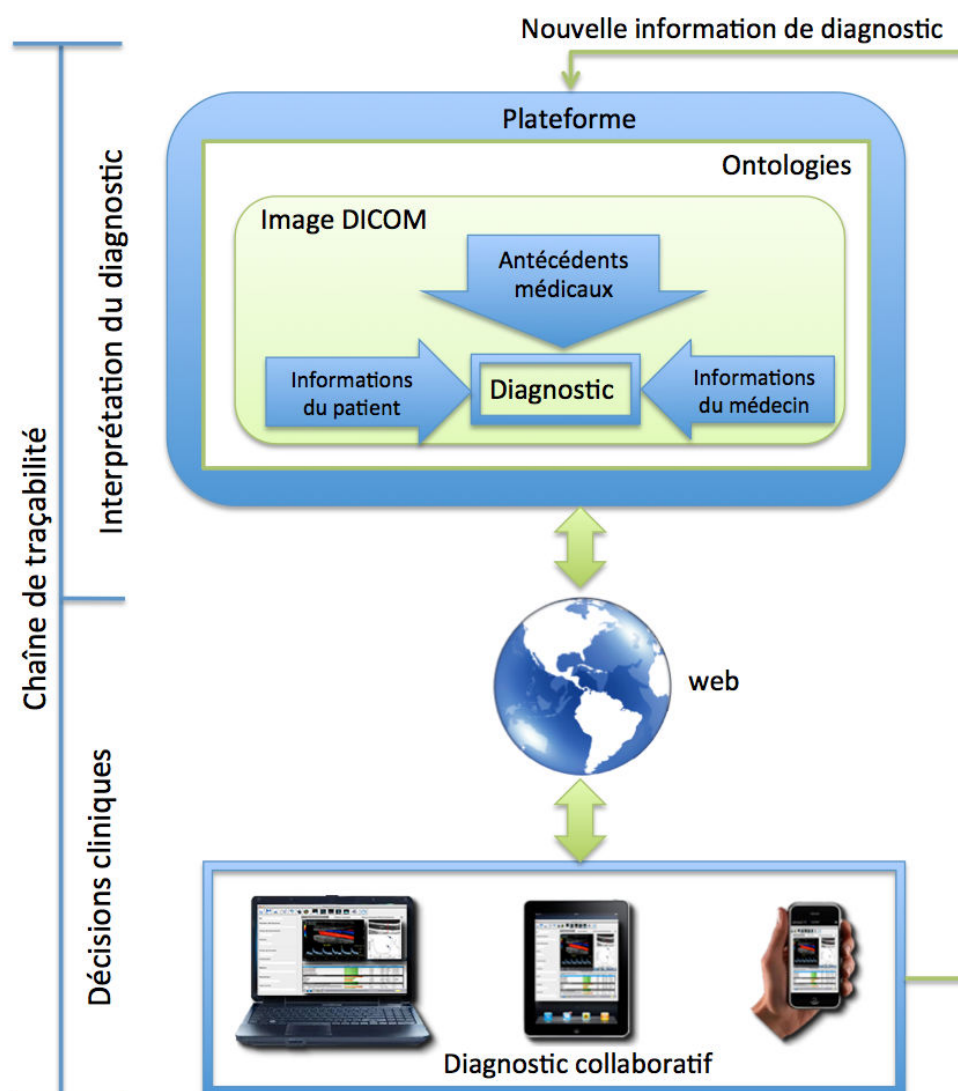 Nouvelle information de diagnostic
Plateforme
Ontologies
Image DICOM
Antécédents
médicaux
Informations
du patient
Diagnostic
Informations
du médecin
Chaîne de traçabilité
Interprétation du diagnostic
web
Décisions cliniques
Diagnostic collaboratif